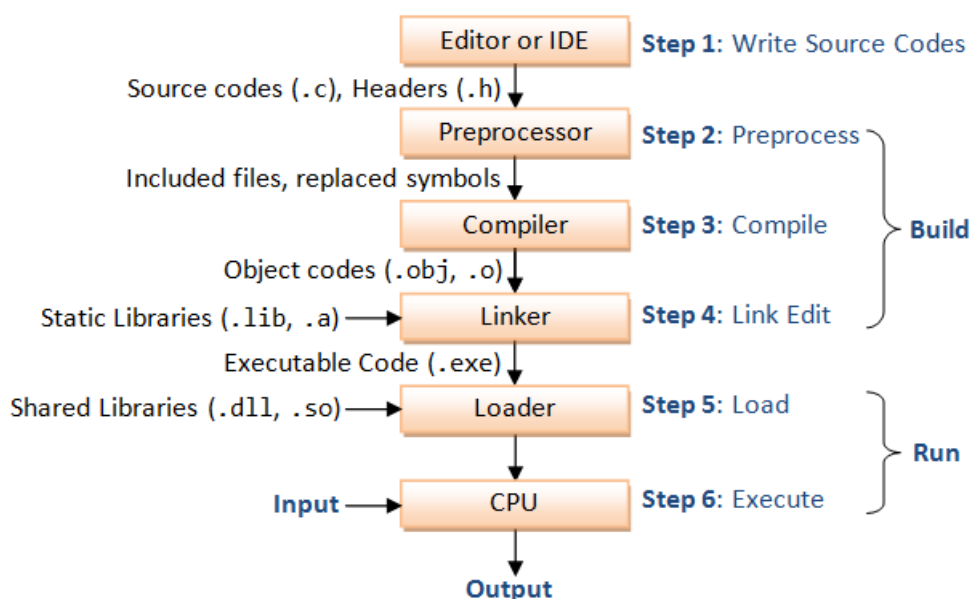 Editor or IDE
Step 1: Write Source Codes
Source codes (.c), Headers (.h)
Preprocessor
Step 2: Preprocess
Included files, replaced symbols
Compiler
Step 3: Compile
Build
Object codes (.obj, .o)
Static Libraries (.lib, .a)
Linker
Step 4: Link Edit
Executable Code (.exe)
Shared Libraries (.dll, .so)
Loader
Step 5: Load
Run
Input
CPU
Step 6: Execute
Output